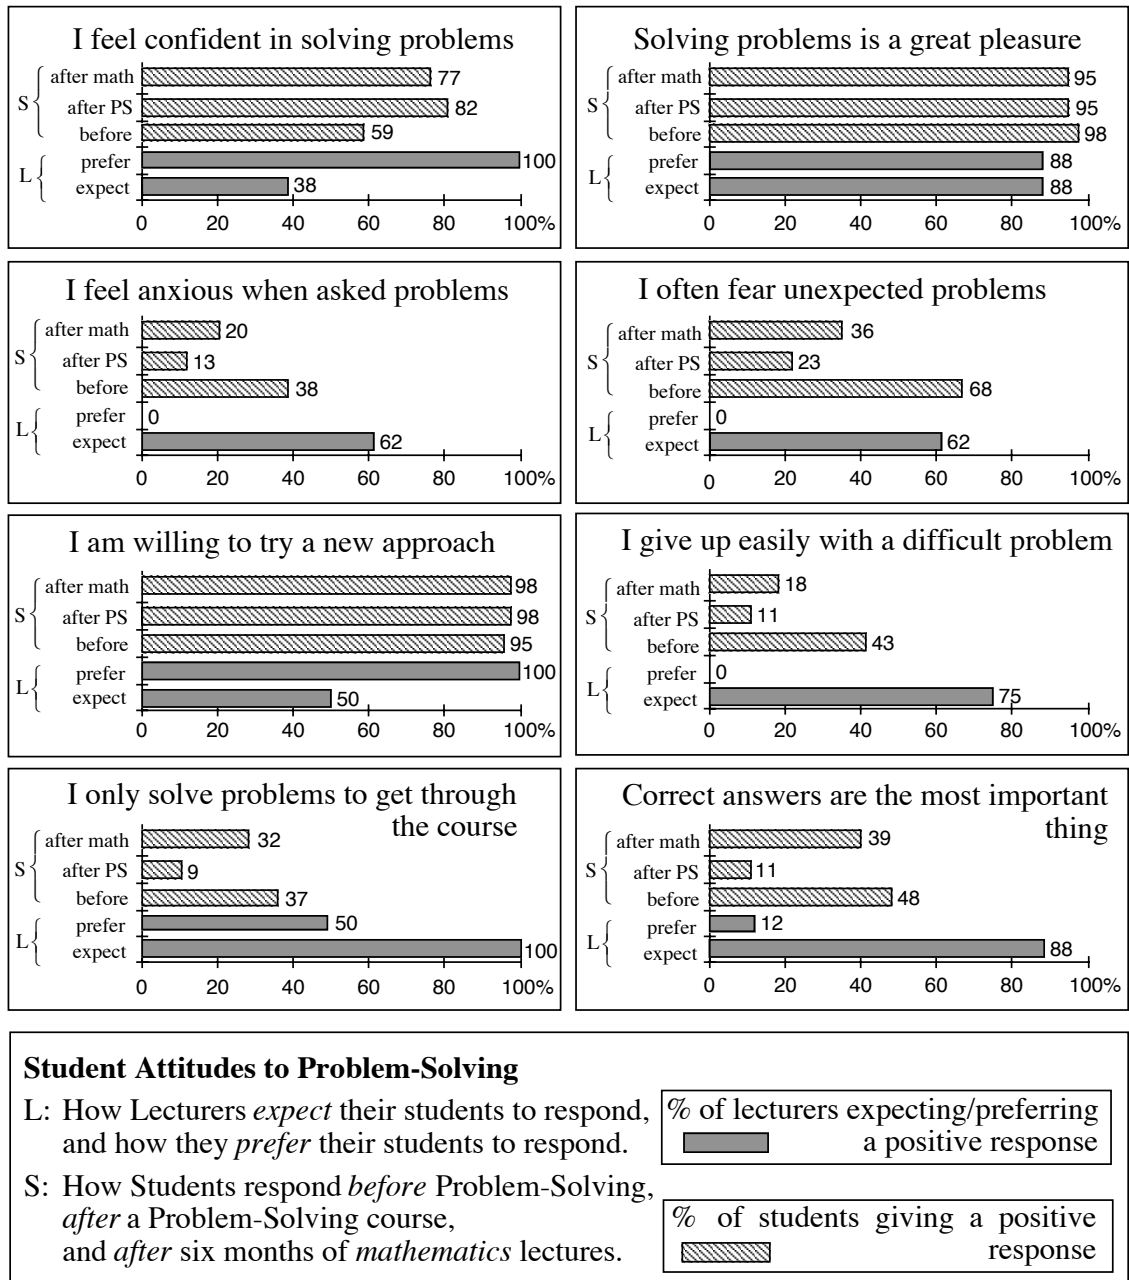 I feel confident in solving problems
S
after math
77
after PS
82
before
59
L
prefer
100
expect
38
0 20 40 60 80 100%
Solving problems is a great pleasure
S
after math
95
after PS
95
before
98
L
prefer
88
expect
88
0 20 40 60 80 100%
I feel anxious when asked problems
S
after math
20
after PS
13
before
38
L
prefer
0
expect
62
0 20 40 60 80 100%
I often fear unexpected problems
S
after math
36
after PS
23
before
68
L
prefer
0
expect
62
0 20 40 60 80 100%
I am willing to try a new approach
S
after math
98
after PS
98
before
95
L
prefer
100
expect
50
0 20 40 60 80 100%
I give up easily with a difficult problem
S
after math
18
after PS
11
before
43
L
prefer
0
expect
75
0 20 40 60 80 100%
I only solve problems to get through
the course
S
after math
32
after PS
9
before
37
L
prefer
50
expect
100
0 20 40 60 80 100%
Correct answers are the most important
thing
S
after math
39
after PS
11
before
48
L
prefer
12
expect
88
0 20 40 60 80 100%
Student Attitudes to Problem-Solving
L: How Lecturers expect their students to respond,
and how they prefer their students to respond.
S: How Students respond before Problem-Solving,
after a Problem-Solving course,
and after six months of mathematics lectures.
% of lecturers expecting/preferring
a positive response
% of students giving a positive
response